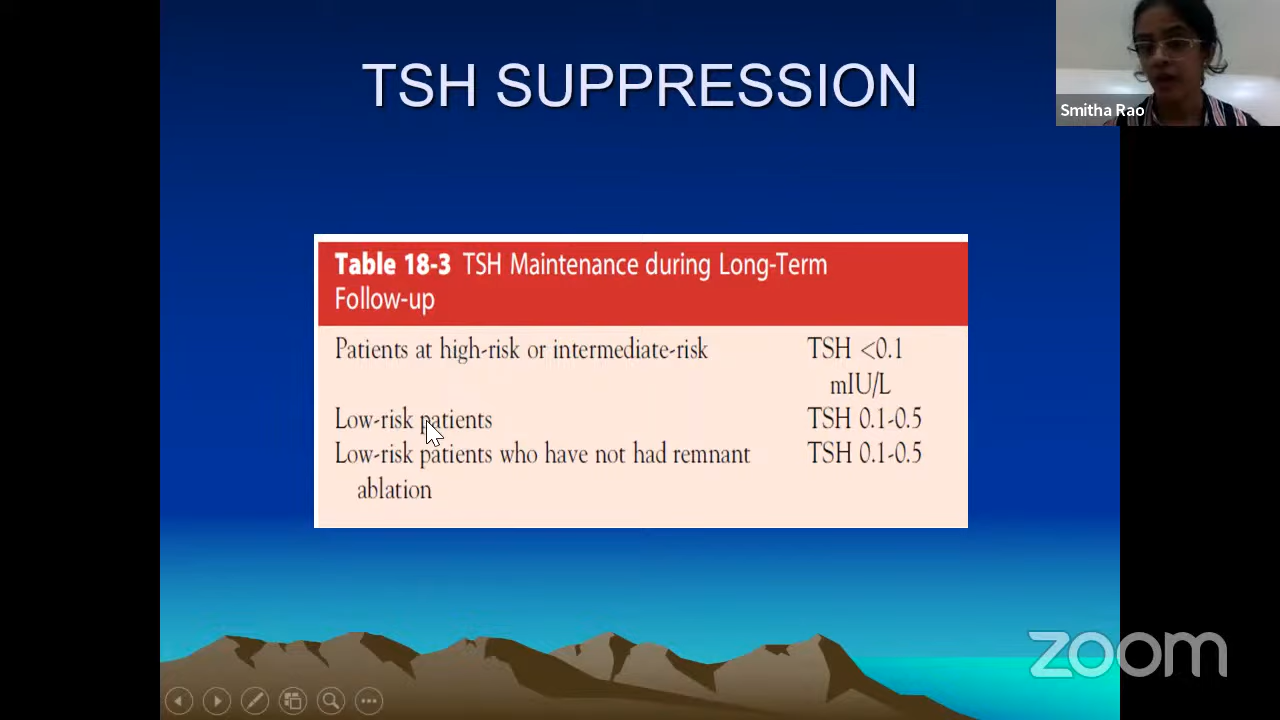 TSH SUPPRESSION
Smitha Rao
Table 18-3 TSH Maintenance during Long-Term
Follow-up
Patients at high-risk or intermediate-risk TSH <0.1
mIU/L
Low-risk patients TSH 0.1-0.5
Low-risk patients who have not had remnant TSH 0.1-0.5
ablation
zoom